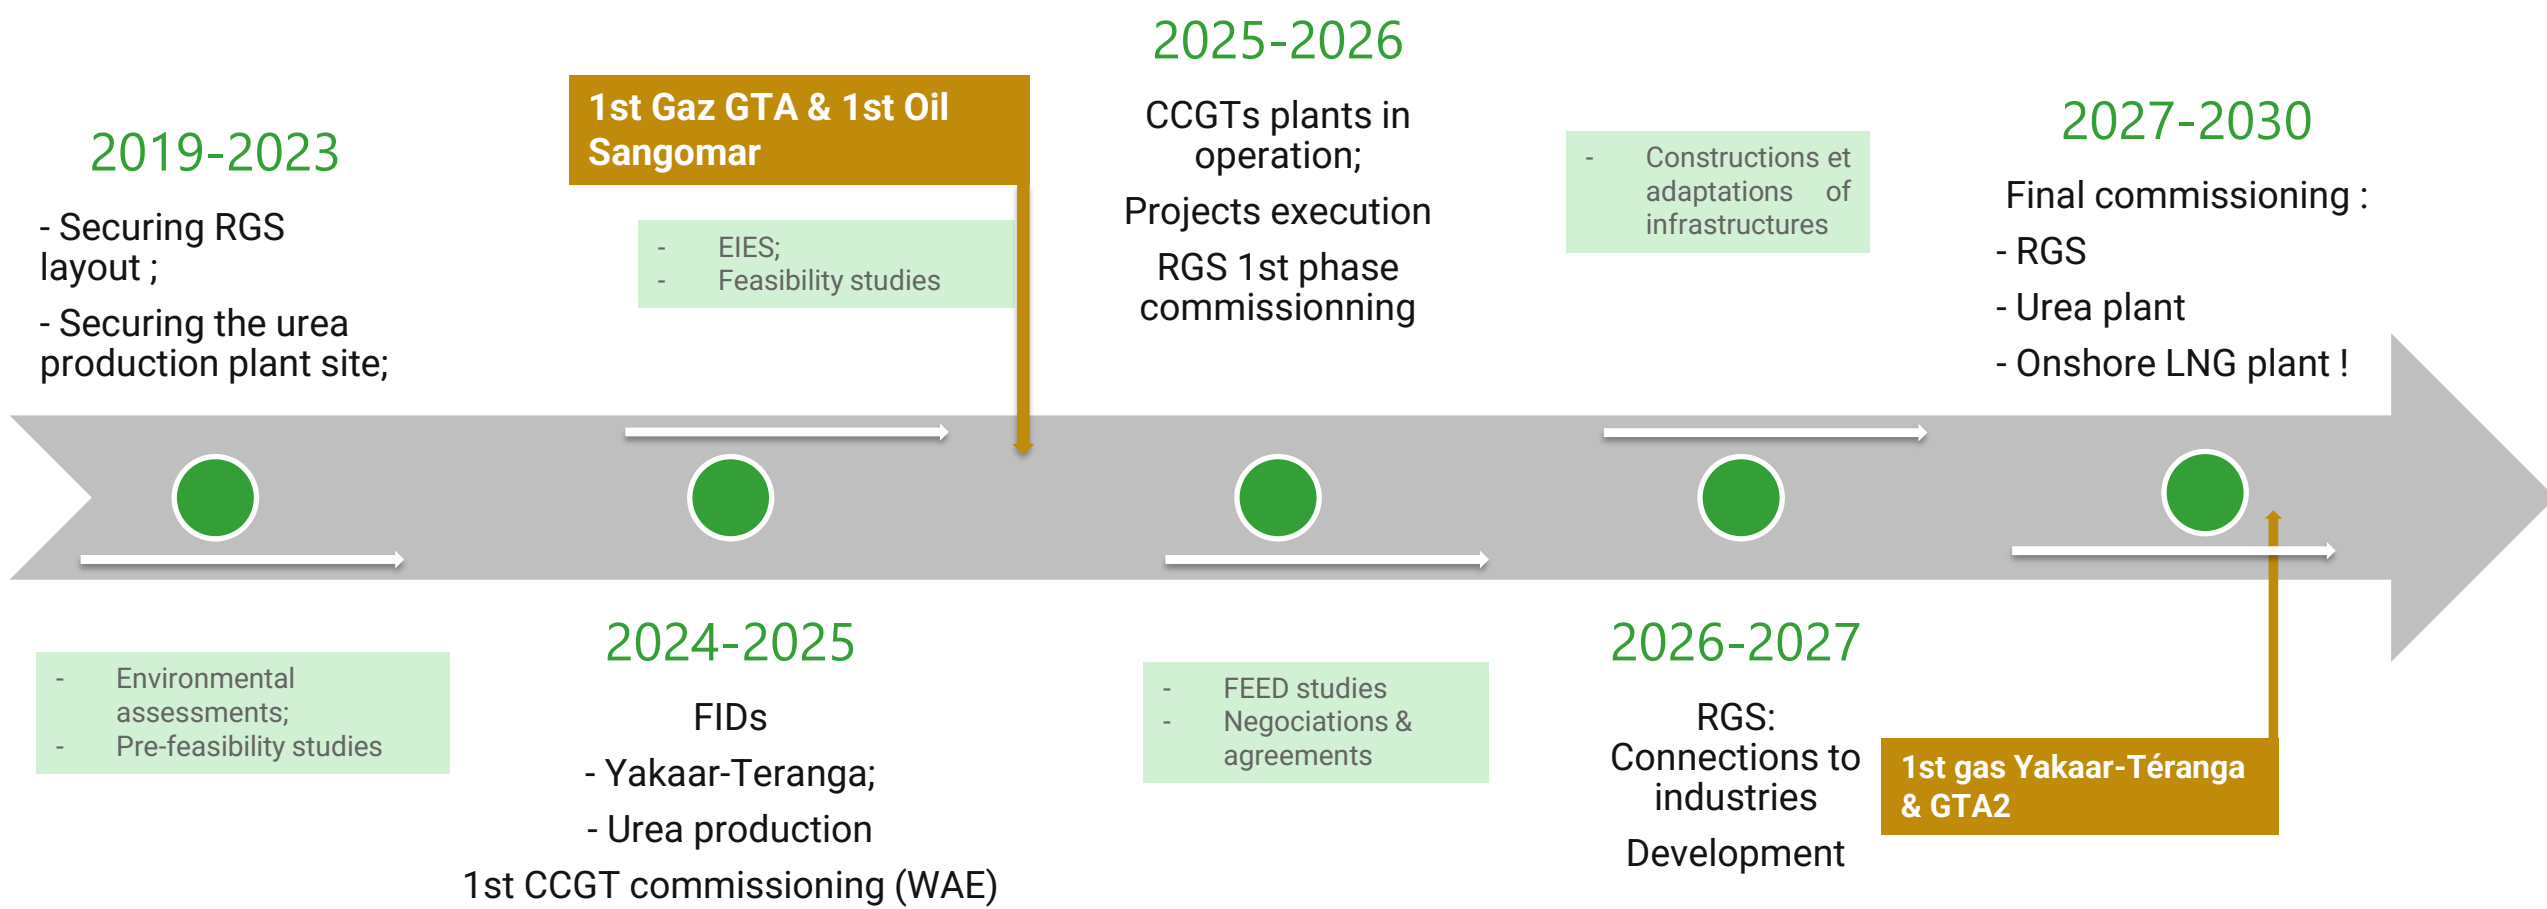 2019-2023
- Securing RGS
layout ;
- Securing the urea
production plant site;
- Environmental
assessments;
- Pre-feasibility studies
1st Gaz GTA & 1st Oil
Sangomar
- EIES;
- Feasibility studies
2024-2025
FIDs
- Yakaar-Teranga;
- Urea production
1st CCGT commissioning (WAE)
2025-2026
CCGTs plants in
operation;
Projects execution
RGS 1st phase
commissionning
- FEED studies
- Negociations &
agreements
- Constructions et
adaptations of
infrastructures
2026-2027
RGS:
Connections to
industries
Development
2027-2030
Final commissioning :
- RGS
- Urea plant
- Onshore LNG plant !
1st gas Yakaar-Téranga
& GTA2